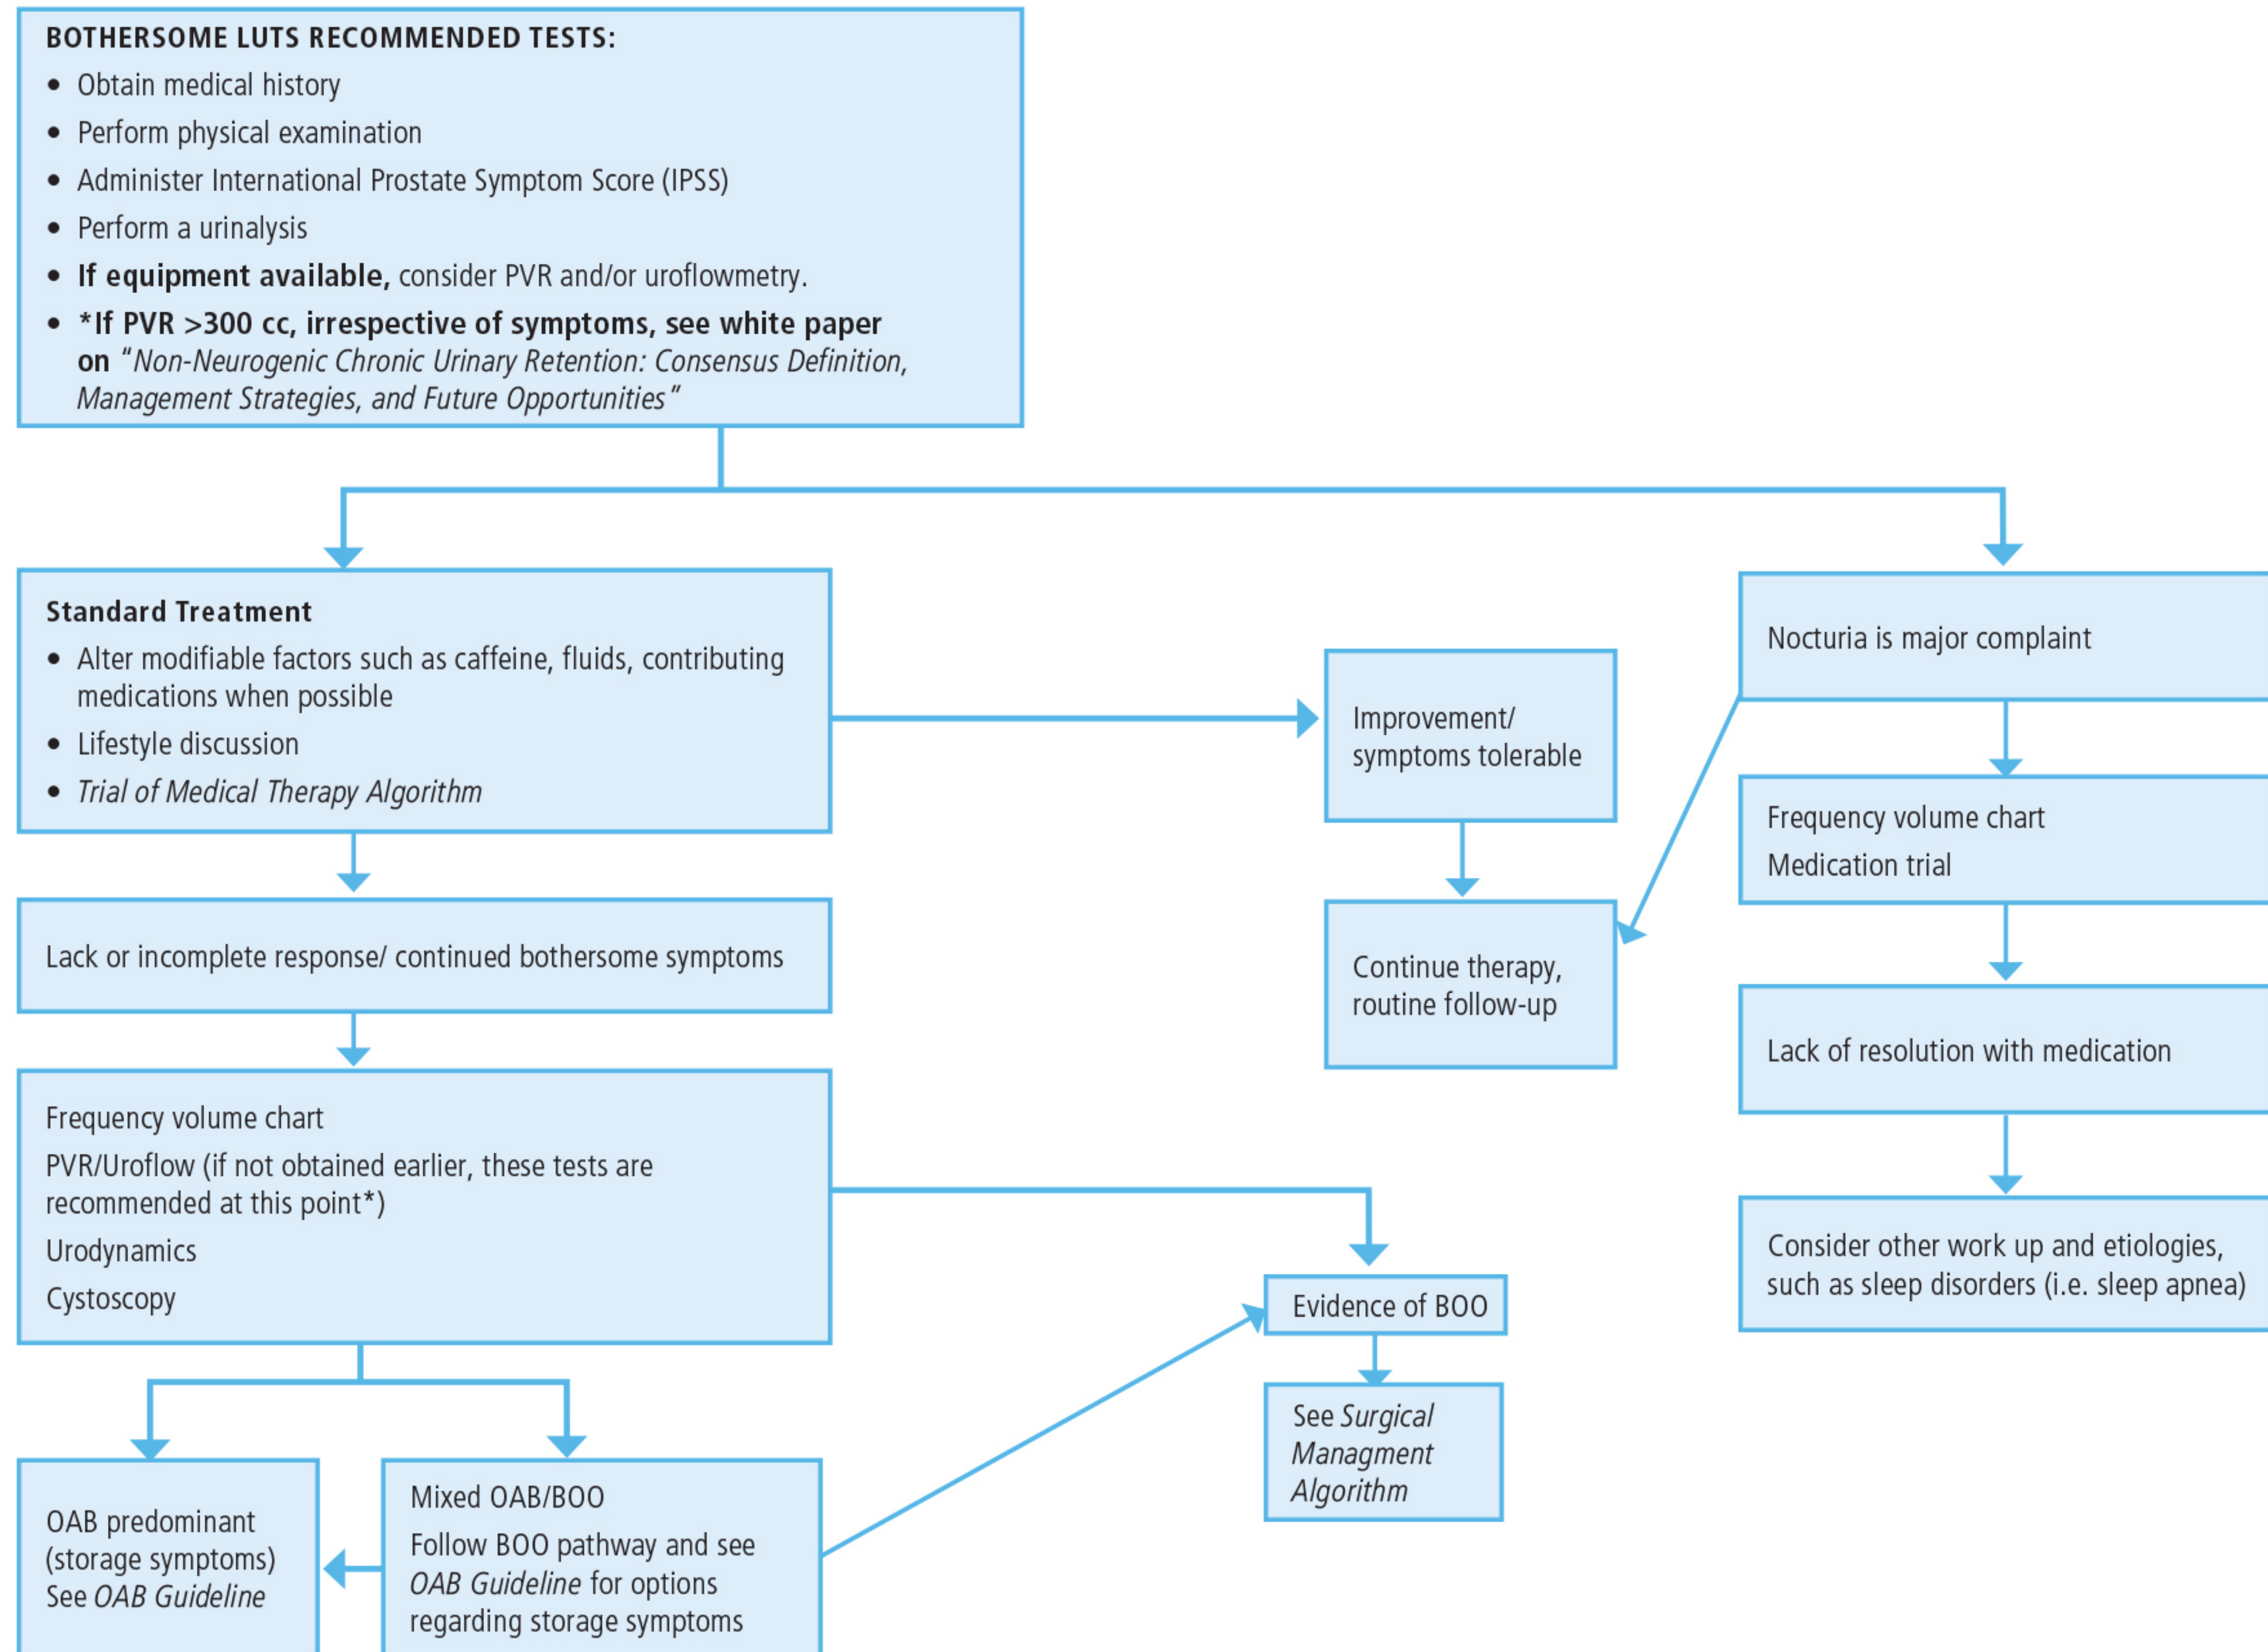 BOTHERSOME LUTS RECOMMENDED TESTS:
• Obtain medical history
• Perform physical examination
• Administer International Prostate Symptom Score (IPSS)
• Perform a urinalysis
• If equipment available, consider PVR and/or uroflowmetry.
• *If PVR >300 cc, irrespective of symptoms, see white paper
on “Non-Neurogenic Chronic Urinary Retention: Consensus Definition,
Management Strategies, and Future Opportunities”
Standard Treatment
• Alter modifiable factors such as caffeine, fluids, contributing
medications when possible
• Lifestyle discussion
• Trial of Medical Therapy Algorithm
Improvement/
symptoms tolerable
Nocturia is major complaint
Frequency volume chart
Medication trial
Lack or incomplete response/ continued bothersome symptoms
Continue therapy,
routine follow-up
Lack of resolution with medication
Frequency volume chart
PVR/Uroflow (if not obtained earlier, these tests are
recommended at this point*)
Urodynamics
Cystoscopy
Evidence of BOO
Consider other work up and etiologies,
such as sleep disorders (i.e. sleep apnea)
See Surgical
Managment
Algorithm
OAB predominant
(storage symptoms)
See OAB Guideline
Mixed OAB/BOO
Follow BOO pathway and see
OAB Guideline for options
regarding storage symptoms